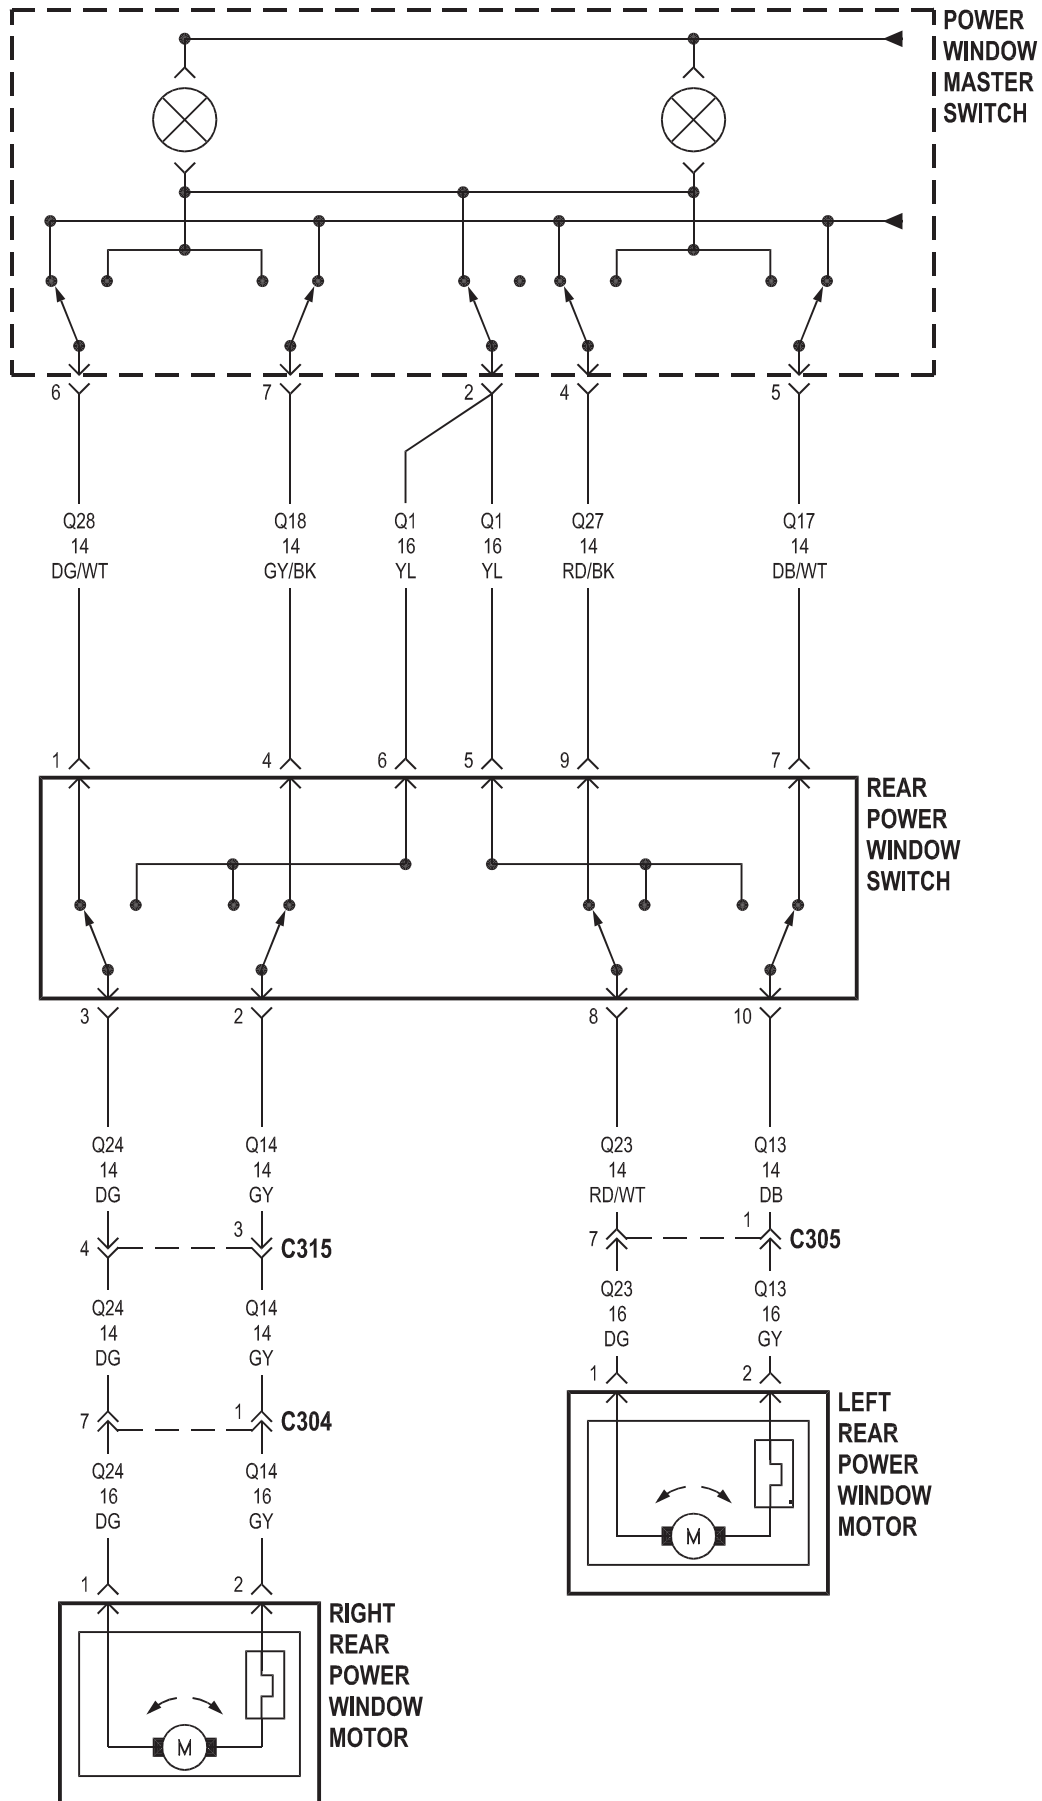 POWER
WINDOW
MASTER
SWITCH
6 7 2 4 5
Q28 Q18 Q1 Q1 Q27 Q17
14 14 16 16 14 14
DG/WT GY/BK YL YL RD/BK DB/WT
1 4 6 5 9 7
REAR
POWER
WINDOW
SWITCH
3 2 8 10
Q24 Q14 Q23 Q13
14 14 14 14
DG GY RD/WT DB
4 3 C315 7 1 C305
Q24 Q14 Q23 Q13
14 14 16 16
DG GY DG GY
1 2
LEFT
REAR
POWER
WINDOW
MOTOR
M
7 1 C304
Q24 Q14
16 16
DG GY
1 2
RIGHT
REAR
POWER
WINDOW
MOTOR
M